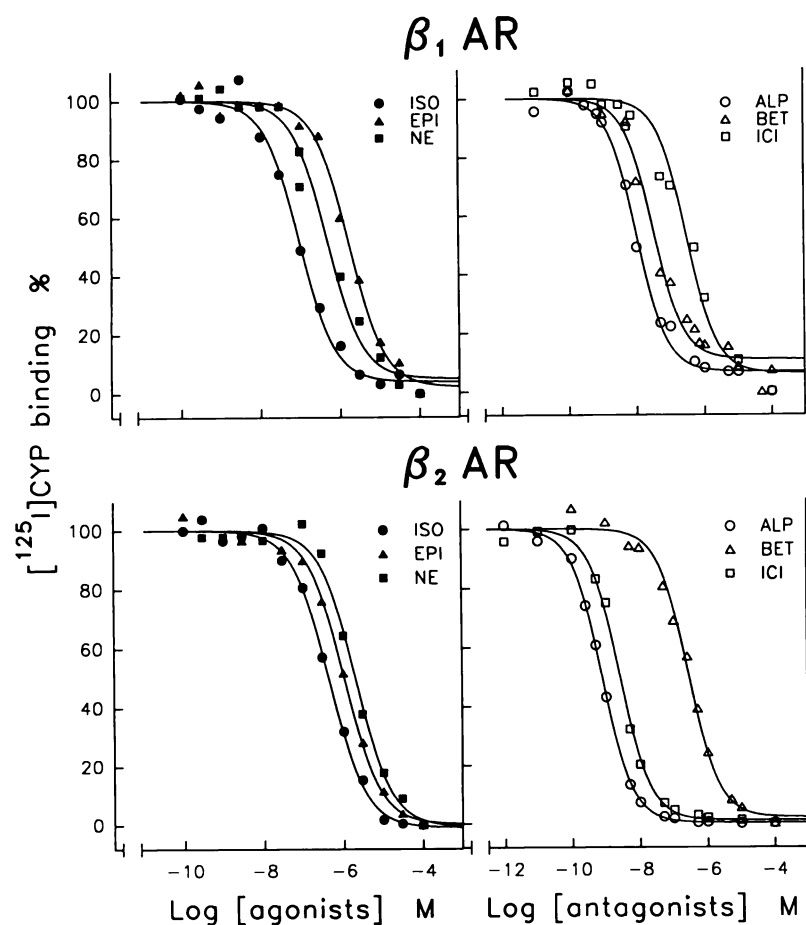 β₁ AR
100
80
60
40
20
0
ISO
EPI
NE
ALP
BET
ICI
[¹²⁵I]CYP binding %
β₂ AR
100
80
60
40
20
0
ISO
EPI
NE
ALP
BET
ICI
-10 -8 -6 -4
-12 -10 -8 -6 -4
Log [agonists] M
Log [antagonists] M